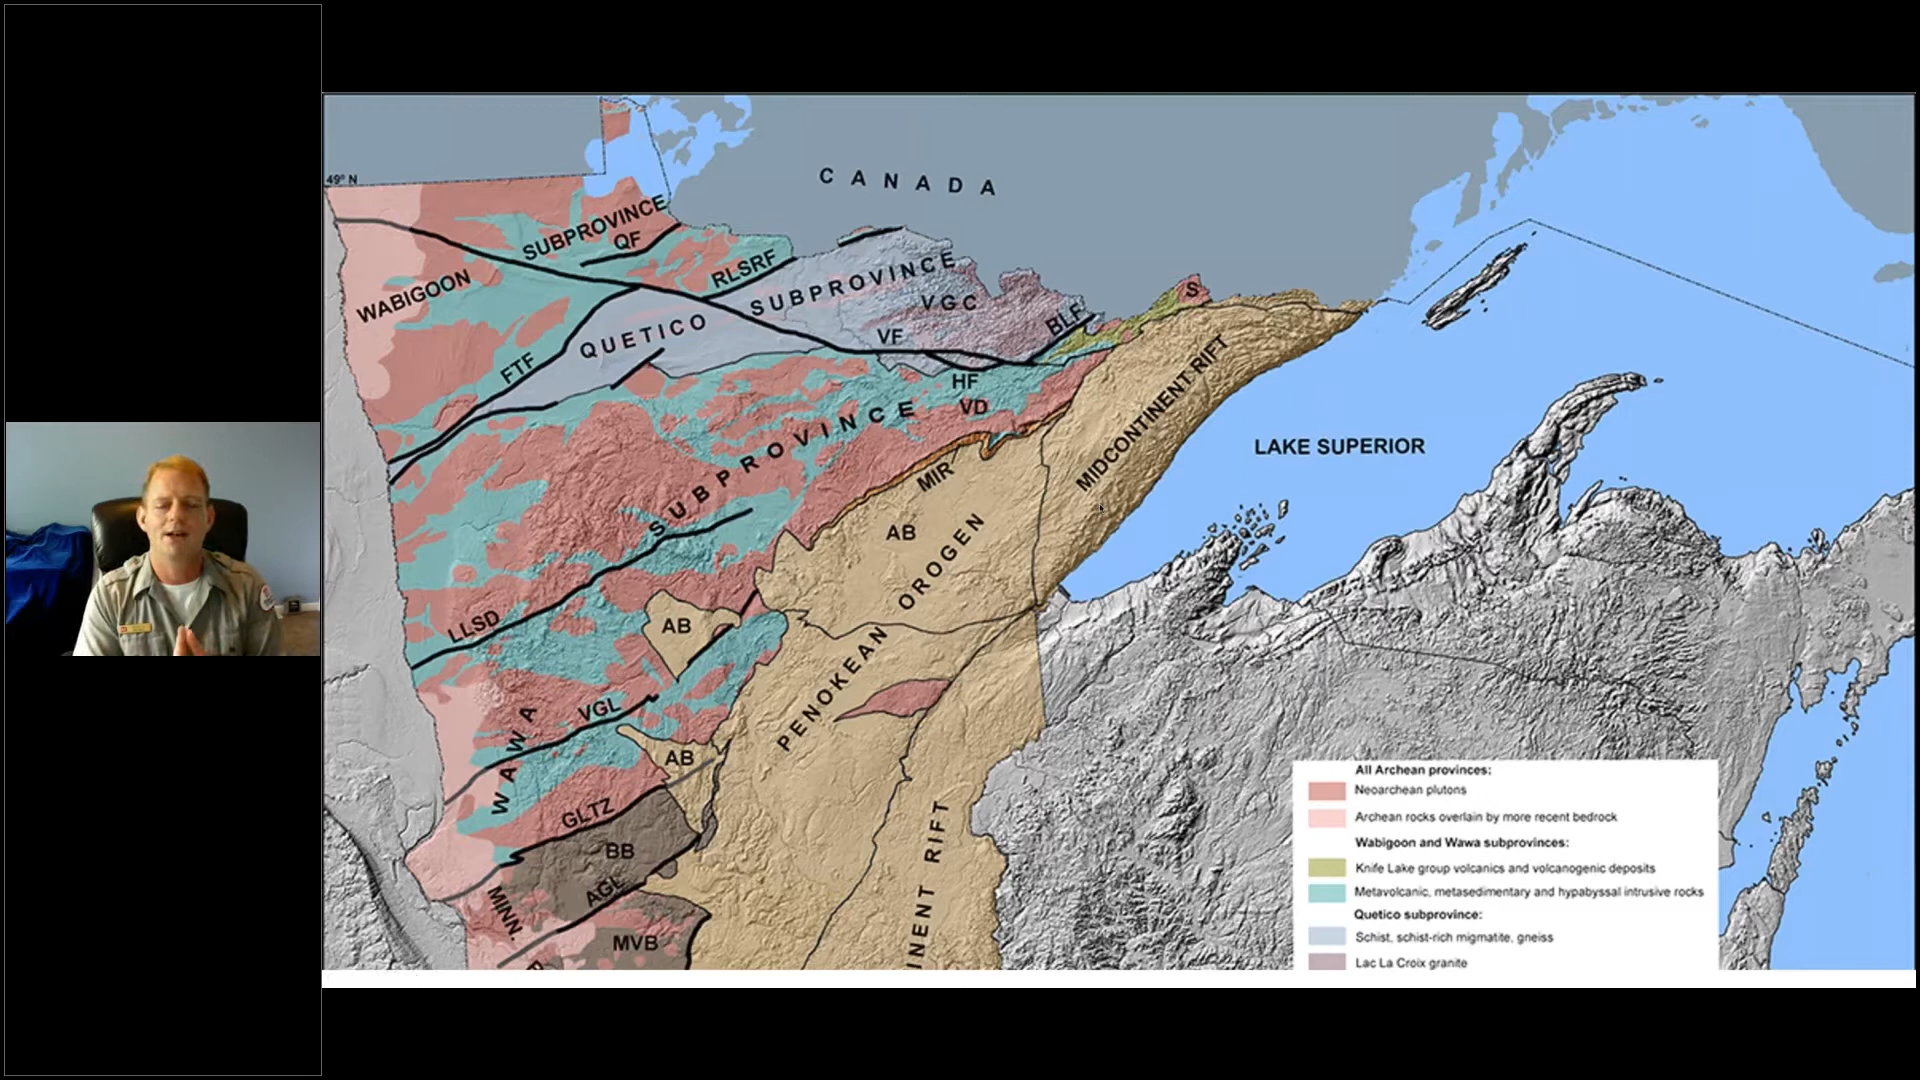 CANADA
49° N
SUBPROVINCE
QF
RLSRF
WABIGOON
SUBPROVINCE
VGC
S
QUETICO
VF
BLF
FTF
HF
VD
MIDCONTINENT RIFT
LAKE SUPERIOR
SUBPROVINCE
MIR
AB
OROGEN
LLSD
AB
PENOKEAN
VGL
WAWA
AB
GLTZ
BB
AGL
MINN.
MVB
INENT RIFT
All Archean provinces:
Neoarchean plutons
Archean rocks overlain by more recent bedrock
Wabigoon and Wawa subprovinces:
Knife Lake group volcanics and volcanogenic deposits
Metavolcanic, metasedimentary and hypabyssal intrusive rocks
Quetico subprovince:
Schist, schist-rich migmatite, gneiss
Lac La Croix granite